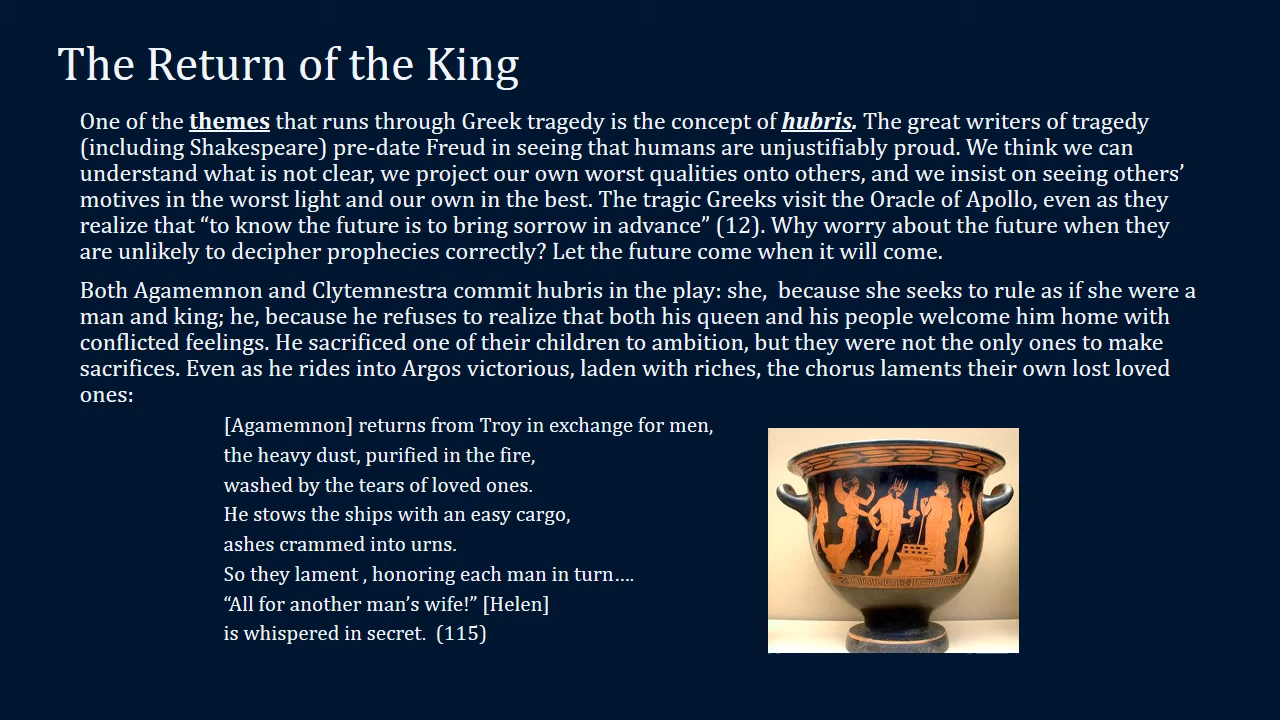 The Return of the King
One of the themes that runs through Greek tragedy is the concept of hubris. The great writers of tragedy
(including Shakespeare) pre-date Freud in seeing that humans are unjustifiably proud. We think we can
understand what is not clear, we project our own worst qualities onto others, and we insist on seeing others’
motives in the worst light and our own in the best. The tragic Greeks visit the Oracle of Apollo, even as they
realize that “to know the future is to bring sorrow in advance” (12). Why worry about the future when they
are unlikely to decipher prophecies correctly? Let the future come when it will come.
Both Agamemnon and Clytemnestra commit hubris in the play: she,  because she seeks to rule as if she were a
man and king; he, because he refuses to realize that both his queen and his people welcome him home with
conflicted feelings. He sacrificed one of their children to ambition, but they were not the only ones to make
sacrifices. Even as he rides into Argos victorious, laden with riches, the chorus laments their own lost loved
ones:
[Agamemnon] returns from Troy in exchange for men,
the heavy dust, purified in the fire,
washed by the tears of loved ones.
He stows the ships with an easy cargo,
ashes crammed into urns.
So they lament , honoring each man in turn….
“All for another man’s wife!” [Helen]
is whispered in secret.  (115)